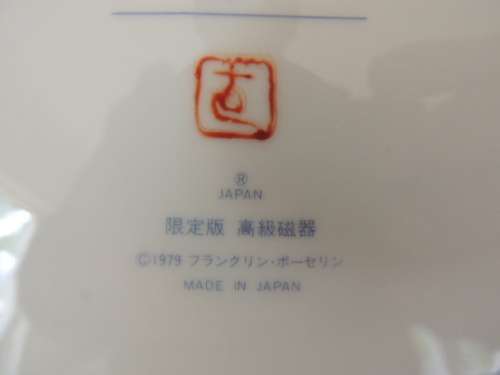 ®
JAPAN
限定版 高級磁器
©1979 フランクリン・ポーセリン
MADE IN JAPAN